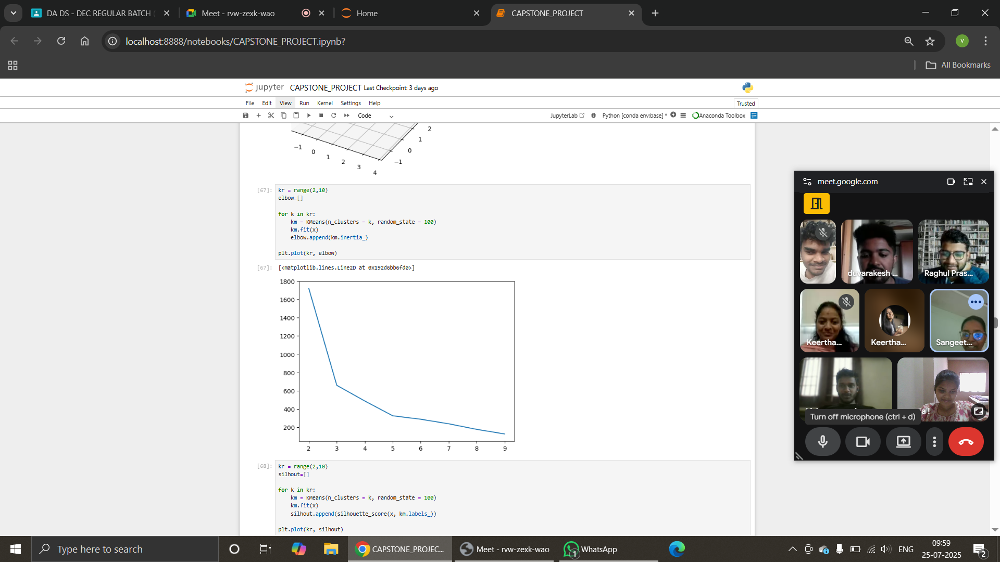 DA DS - DEC REGULAR BATCH (
Meet - rvw-zexk-wao
Home
CAPSTONE_PROJECT
localhost:8888/notebooks/CAPSTONE_PROJECT.ipynb?
V
All Bookmarks
jupyter CAPSTONE_PROJECT Last Checkpoint: 3 days ago
File Edit View Run Kernel Settings Help
Trusted
Code
JupyterLab
Python [conda env:base] *
Anaconda Toolbox
2
1
0
−1
−1
0
1
2
3
4
[67]:
kr = range(2,10)
elbow=[]
for k in kr:
    km = KMeans(n_clusters = k, random_state = 100)
    km.fit(x)
    elbow.append(km.inertia_)
plt.plot(kr, elbow)
[67]:
[<matplotlib.lines.Line2D at 0x192d6bb6fd0>]
1800
1600
1400
1200
1000
800
600
400
200
2 3 4 5 6 7 8 9
[68]:
kr = range(2,10)
silhout=[]
for k in kr:
    km = KMeans(n_clusters = k, random_state = 100)
    km.fit(x)
    silhout.append(silhouette_score(x, km.labels_))
plt.plot(kr, silhout)
meet.google.com
duvarakesh ...
Raghul Pras...
Keertha...
Keertha...
Sangeet...
Turn off microphone (ctrl + d)
a !
Type here to search
CAPSTONE_PROJEC...
Meet - rvw-zexk-wao
1
WhatsApp
ENG
09:59
25-07-2025
2